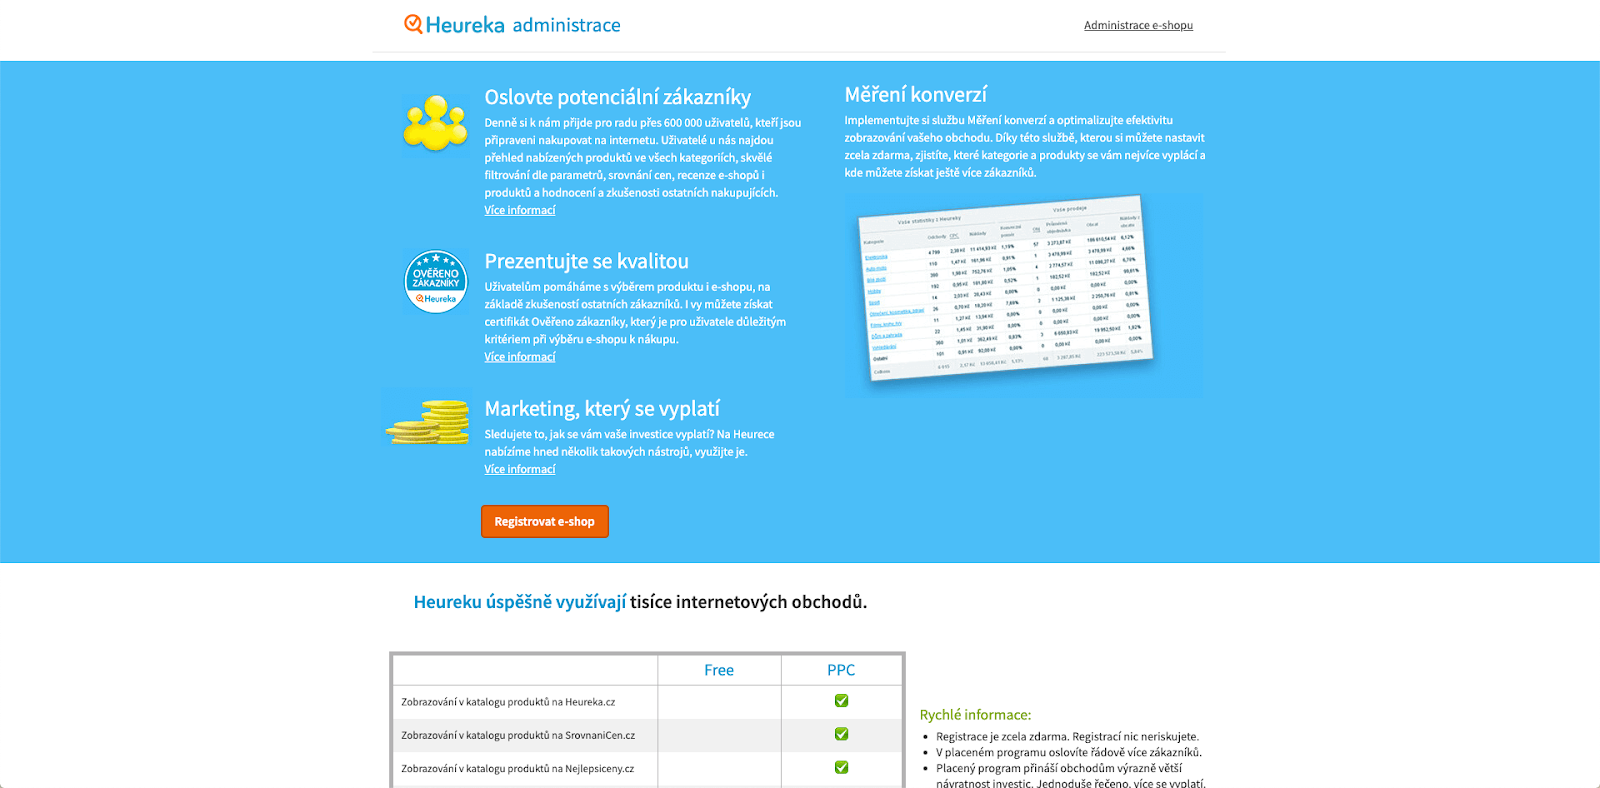 Heureka administrace
Administrace e-shopu
Oslovte potenciální zákazníky
Denně si k nám přijde pro radu přes 600 000 uživatelů, kteří jsou
připraveni nakupovat na internetu. Uživatelé u nás najdou
přehled nabízených produktů ve všech kategoriích, skvělé
filtrování dle parametrů, srovnání cen, recenze e-shopů i
produktů a hodnocení a zkušenosti ostatních nakupujících.
Více informací
OVĚŘENO
ZÁKAZNÍKY
Heureka
Prezentujte se kvalitou
Uživatelům pomáháme s výběrem produktu i e-shopu, na
základě zkušeností ostatních zákazníků. I vy můžete získat
certifikát Ověřeno zákazníky, který je pro uživatele důležitým
kritériem při výběru e-shopu k nákupu.
Více informací
Marketing, který se vyplatí
Sledujete to, jak se vám vaše investice vyplatí? Na Heurece
nabízíme hned několik takových nástrojů, využijte je.
Více informací
Registrovat e-shop
Měření konverzí
Implementujte si službu Měření konverzí a optimalizujte efektivitu
zobrazování vašeho obchodu. Díky této službě, kterou si můžete nastavit
zcela zdarma, zjistíte, které kategorie a produkty se vám nejvíce vyplácí a
kde můžete získat ještě více zákazníků.
Vaše statistiky z Heureky
Vaše prodeje
Heureku úspěšně využívají tisíce internetových obchodů.
Free PPC
Zobrazování v katalogu produktů na Heureka.cz
Zobrazování v katalogu produktů na SrovnaniCen.cz
Zobrazování v katalogu produktů na Nejlepsiceny.cz
Rychlé informace:
Registrace je zcela zdarma. Registrací nic neriskujete.
V placeném programu oslovíte řádově více zákazníků.
Placený program přináší obchodům výrazně větší
návratnost investic. Jednoduše řečeno, více se vyplatí.